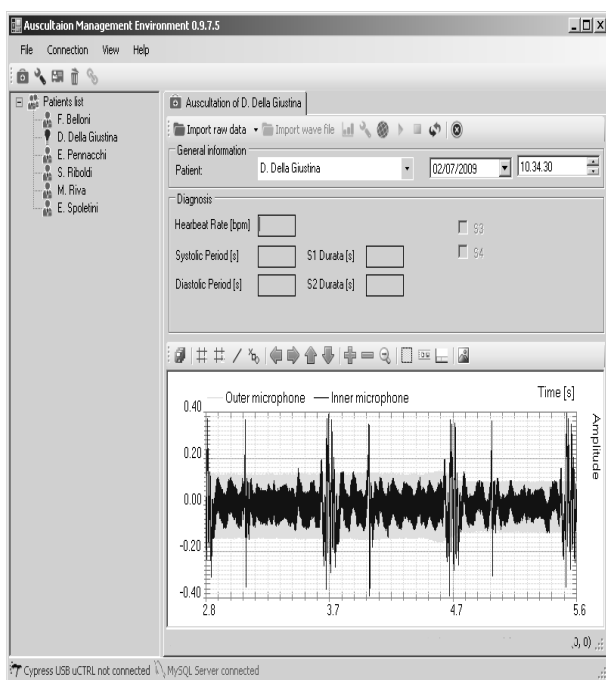 Auscultaion Management Environment 0.9.7.5
File Connection View Help
Patients list
F. Belloni
D. Della Giustina
E. Pennacchi
S. Riboldi
M. Riva
E. Spoletini
Auscultation of D. Della Giustina
Import raw data Import wave file
General information
Patient: D. Della Giustina 02/07/2009 10.34.30
Diagnosis
Hearbeat Rate [bpm] S3
Systolic Period [s] S1 Durata [s] S4
Diastolic Period [s] S2 Durata [s]
Outer microphone Inner microphone Time [s]
Amplitude
0.40
0.20
0.00
-0.20
-0.40
2.8 3.7 4.7 5.6
,0, 0)
Cypress USB uCTRL not connected MySQL Server connected